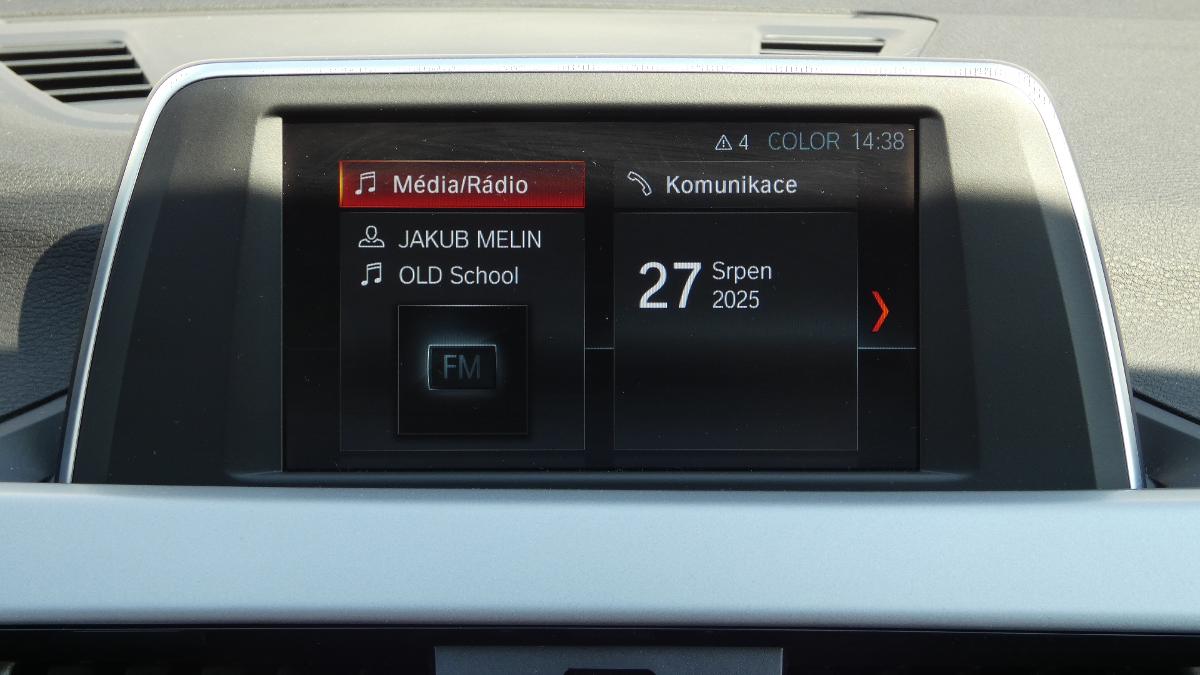 4 COLOR 14:38
Média/Rádio
JAKUB MELIN
OLD School
FM
Komunikace
27 Srpen
2025